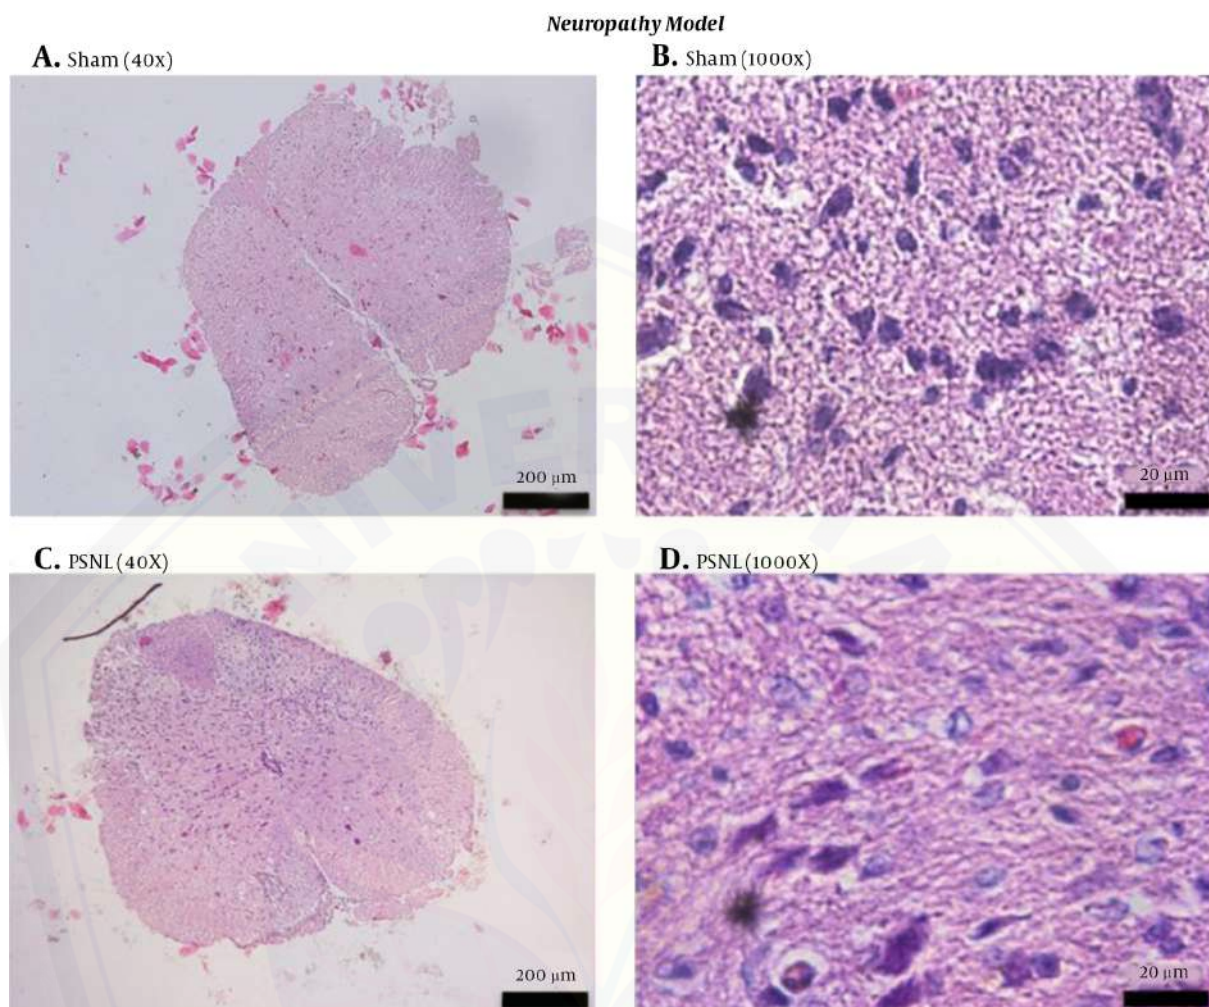 Neuropathy Model
A. Sham (40x)
B. Sham (1000x)
200 µm
20 µm
C. PSNL (40X)
D. PSNL (1000X)
200 µm
20 µm